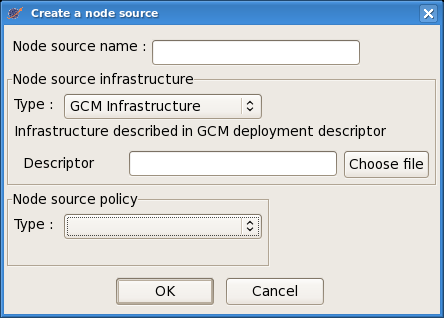 Create a node source
Node source name :
Node source infrastructure
Type : GCM Infrastructure
Infrastructure described in GCM deployment descriptor
Descriptor Choose file
Node source policy
Type :
OK Cancel